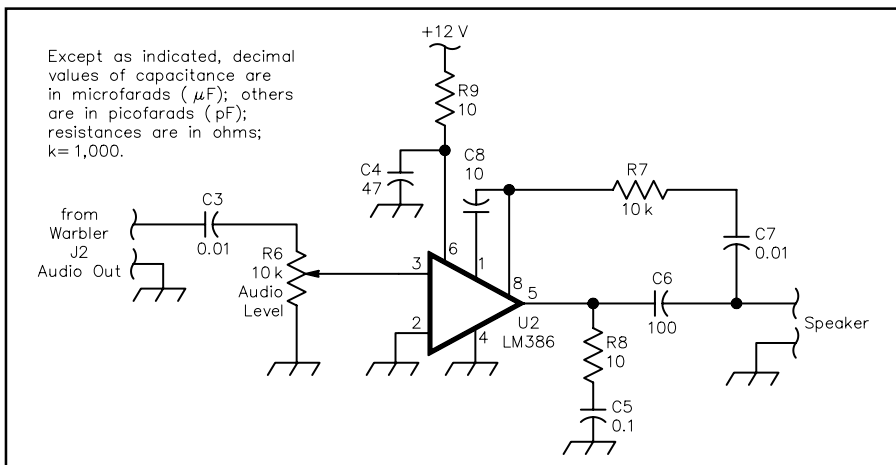 Except as indicated, decimal
values of capacitance are
in microfarads ( μF); others
are in picofarads ( pF);
resistances are in ohms;
k= 1,000.
+12 V
R9
10
C4
47
C8
10
R7
10 k
C7
0.01
from
Warbler
J2
Audio Out
C3
0.01
R6
10 k
Audio
Level
3
2
6
1
8
5
4
U2
LM386
C6
100
R8
10
C5
0.1
Speaker